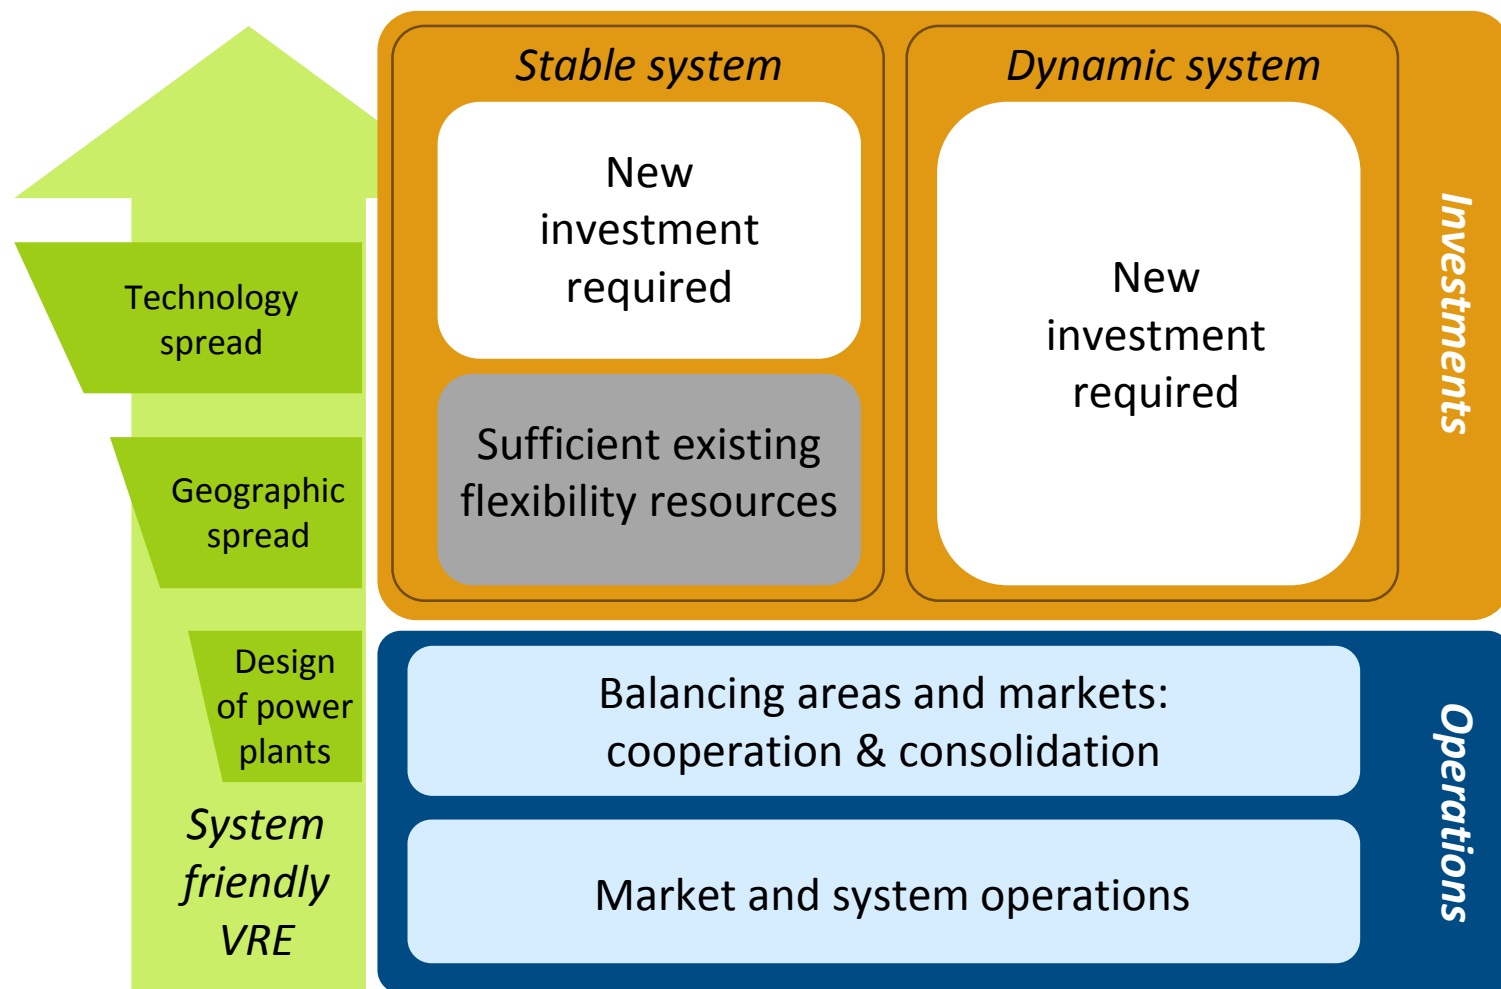 Stable system
New
investment
required
Sufficient existing
flexibility resources
Dynamic system
New
investment
required
Investments
Technology
spread
Geographic
spread
Design
of power
plants
System
friendly
VRE
Balancing areas and markets:
cooperation & consolidation
Market and system operations
Operations